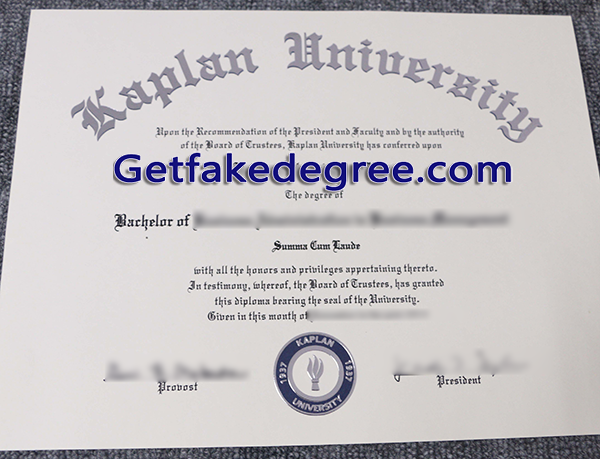 Kaplan University
Upon the Recommendation of the President and Faculty and by the authority
of the Board of Trustees, Kaplan University has conferred upon
Getfakedegree.com
The degree of
Bachelor of
Summa Cum Laude
with all the honors and privileges appertaining thereto.
In testimony, whereof, the Board of Trustees, has granted
this diploma bearing the seal of the University.
Given in this month of
KAPLAN
1937 1937
UNIVERSITY
Provost President